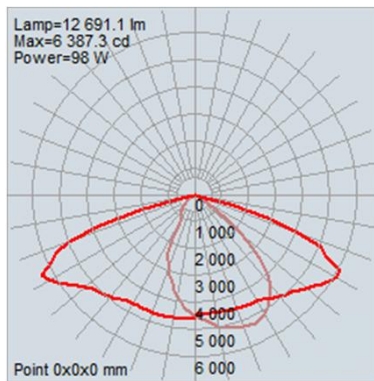 Lamp=12 691.1 lm
Max=6 387.3 cd
Power=98 W
0
1 000
2 000
3 000
4 000
5 000
6 000
Point 0x0x0 mm